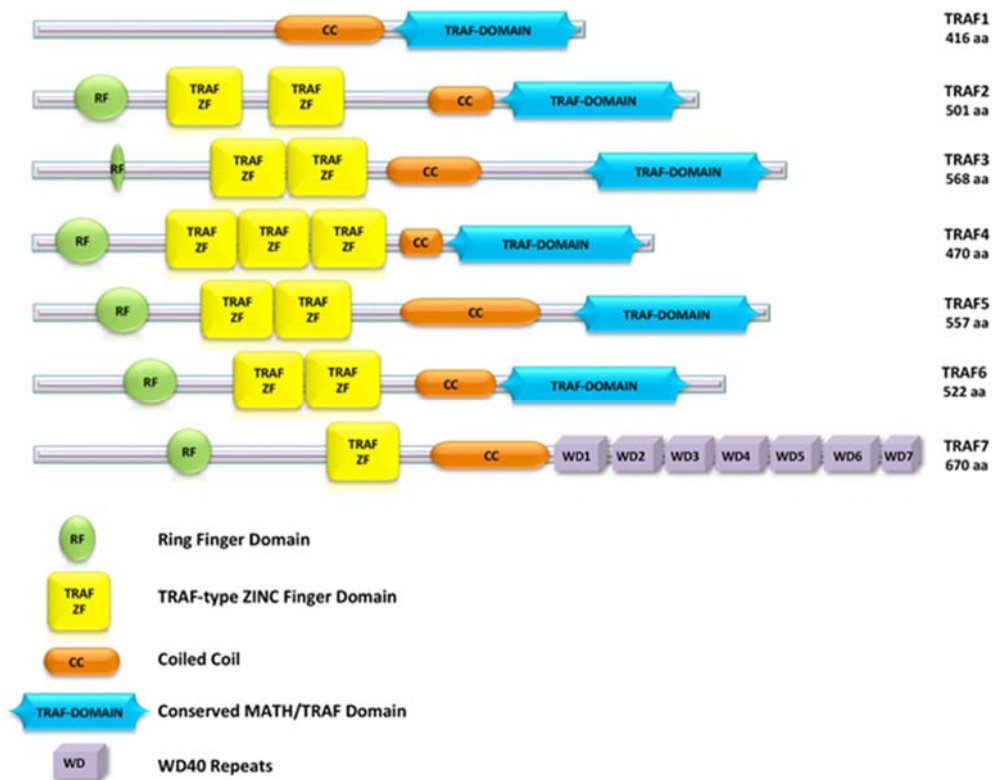 CC TRAF-DOMAIN TRAF1
416 aa
RF TRAF ZF TRAF ZF CC TRAF-DOMAIN TRAF2
501 aa
RF TRAF ZF TRAF ZF CC TRAF-DOMAIN TRAF3
568 aa
RF TRAF ZF TRAF ZF TRAF ZF CC TRAF-DOMAIN TRAF4
470 aa
RF TRAF ZF TRAF ZF CC TRAF-DOMAIN TRAF5
557 aa
RF TRAF ZF TRAF ZF CC TRAF-DOMAIN TRAF6
522 aa
RF TRAF ZF CC WD1 WD2 WD3 WD4 WD5 WD6 WD7 TRAF7
670 aa
RF Ring Finger Domain
TRAF ZF TRAF-type ZINC Finger Domain
CC Coiled Coil
TRAF-DOMAIN Conserved MATH/TRAF Domain
WD WD40 Repeats